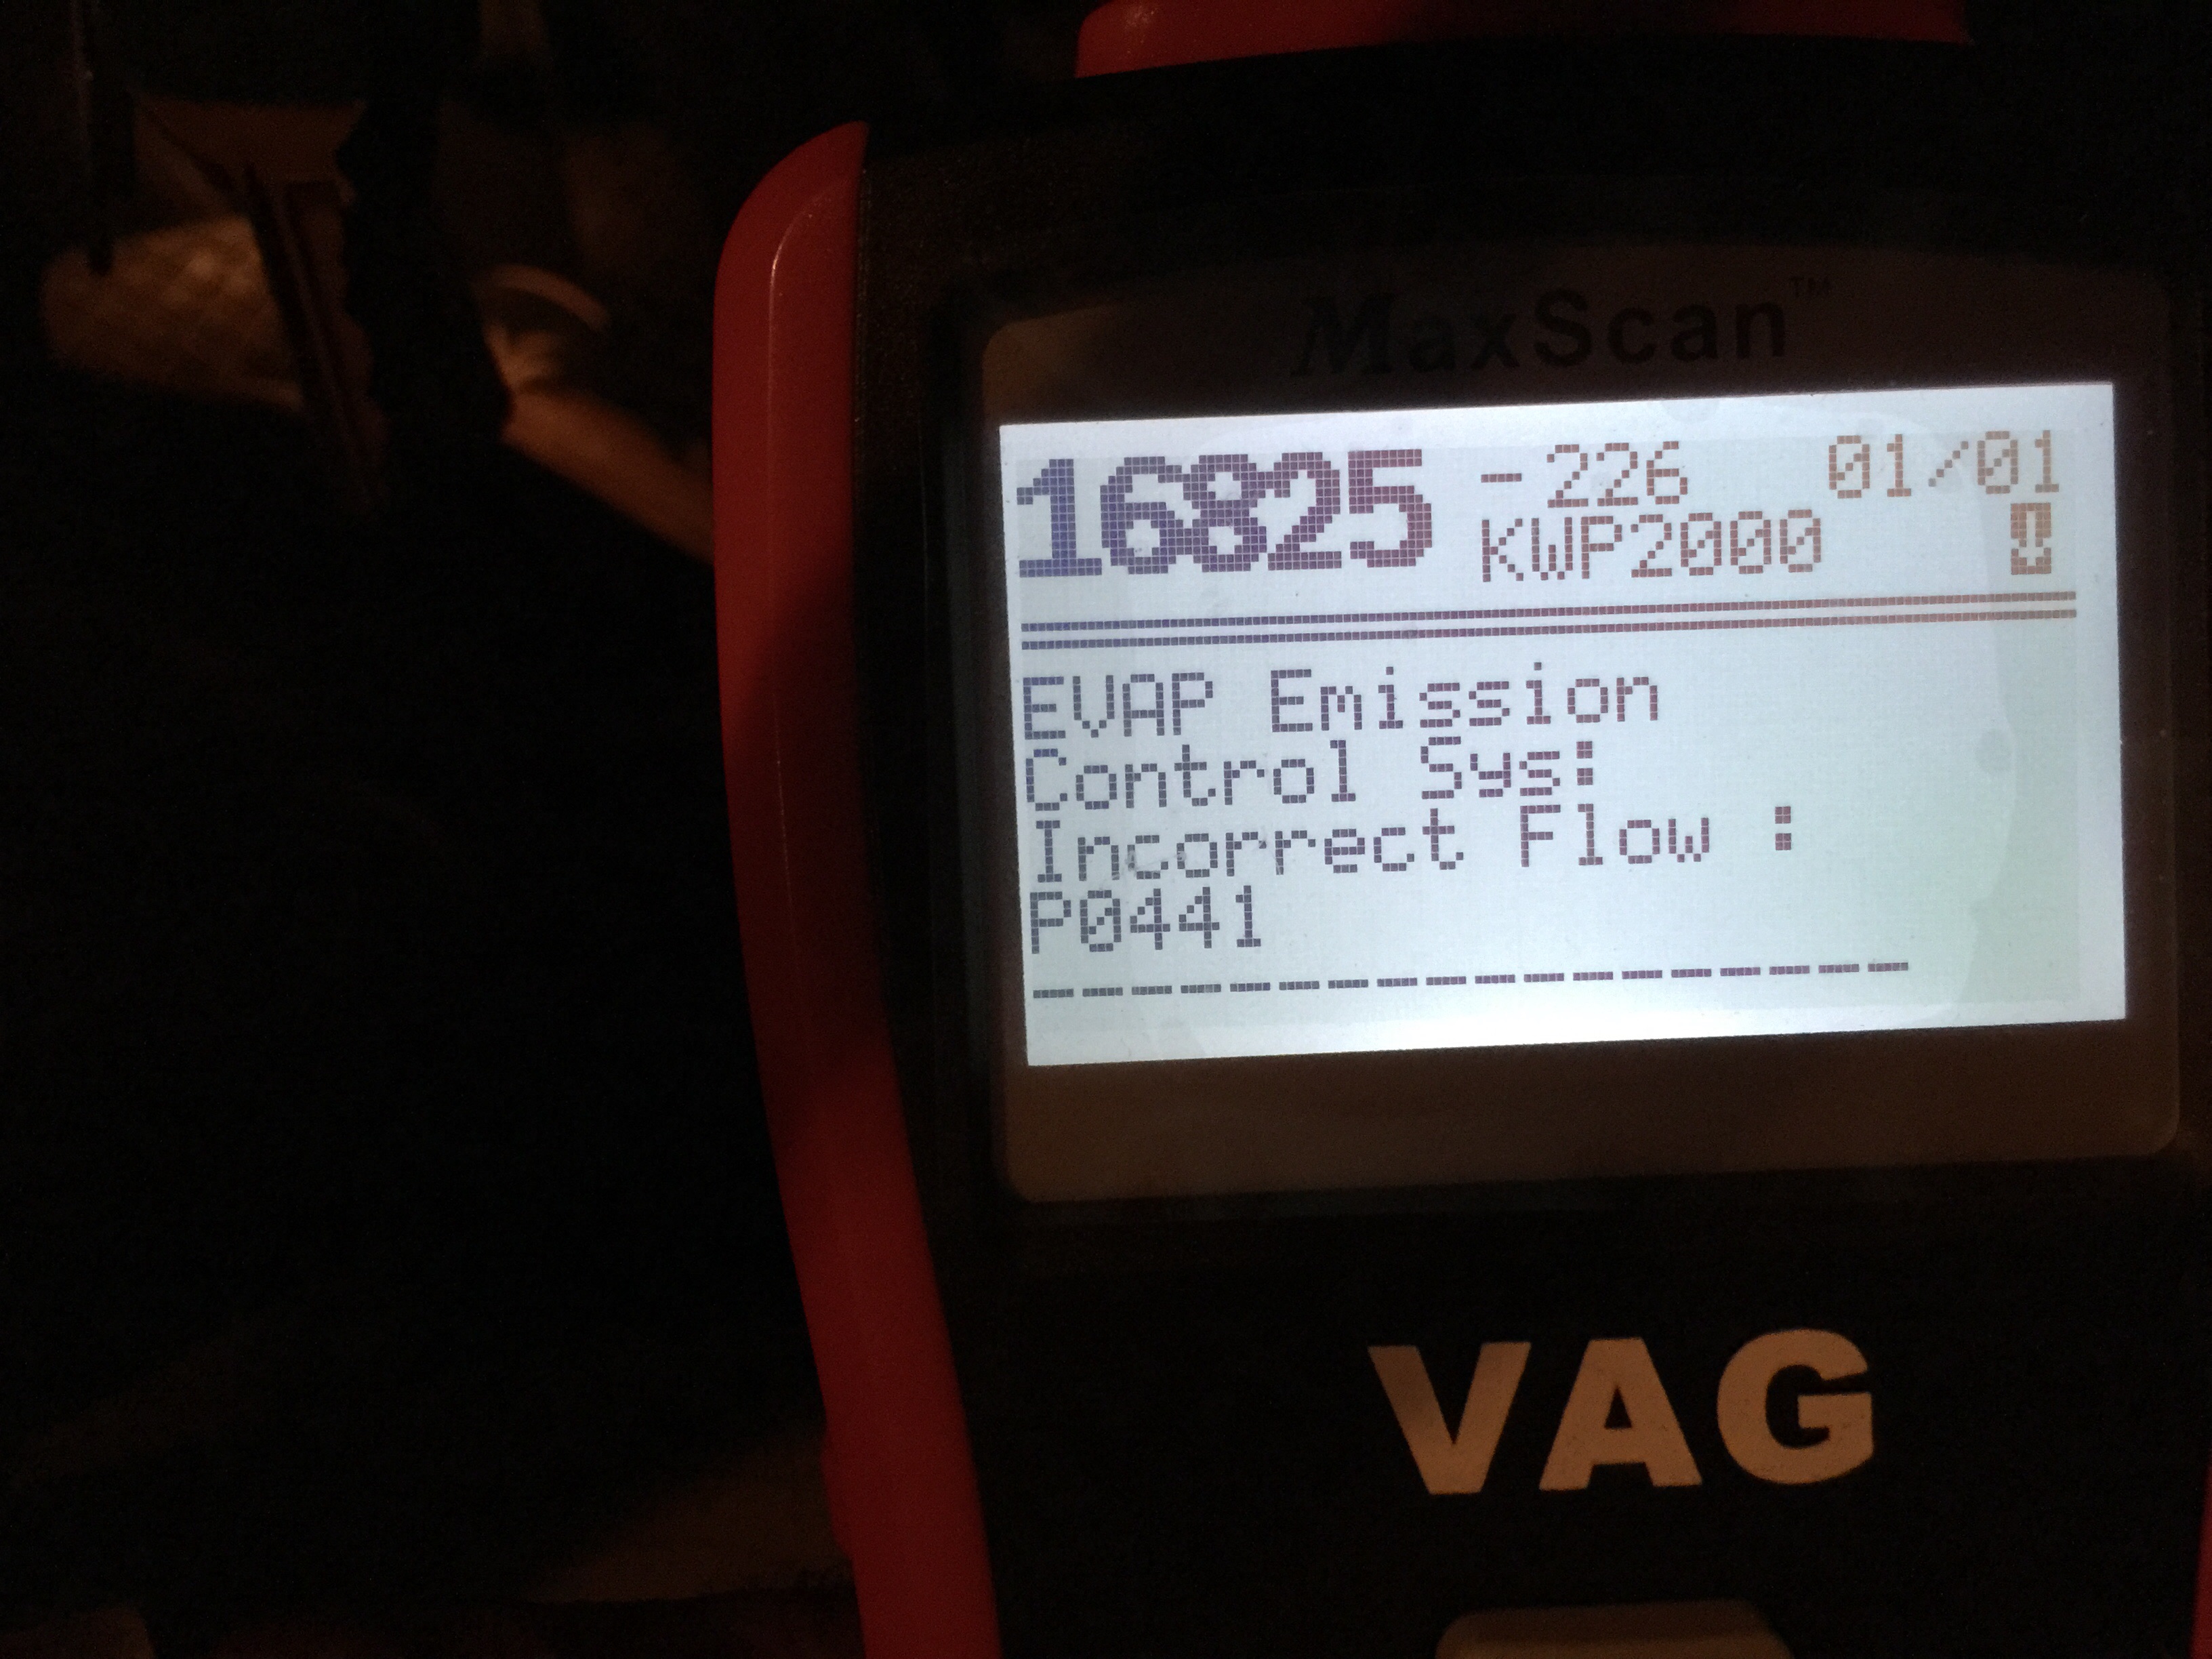 MaxScan™
16825 -226 01/01
KWP2000
EVAP Emission
Control Sys:
Incorrect Flow :
P0441
VAG